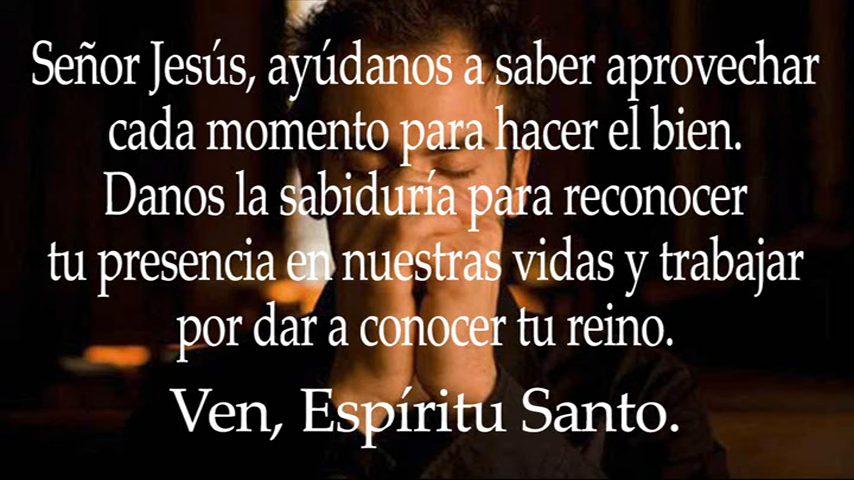 Señor Jesús, ayúdanos a saber aprovechar
cada momento para hacer el bien.
Danos la sabiduría para reconocer
tu presencia en nuestras vidas y trabajar
por dar a conocer tu reino.
Ven, Espíritu Santo.